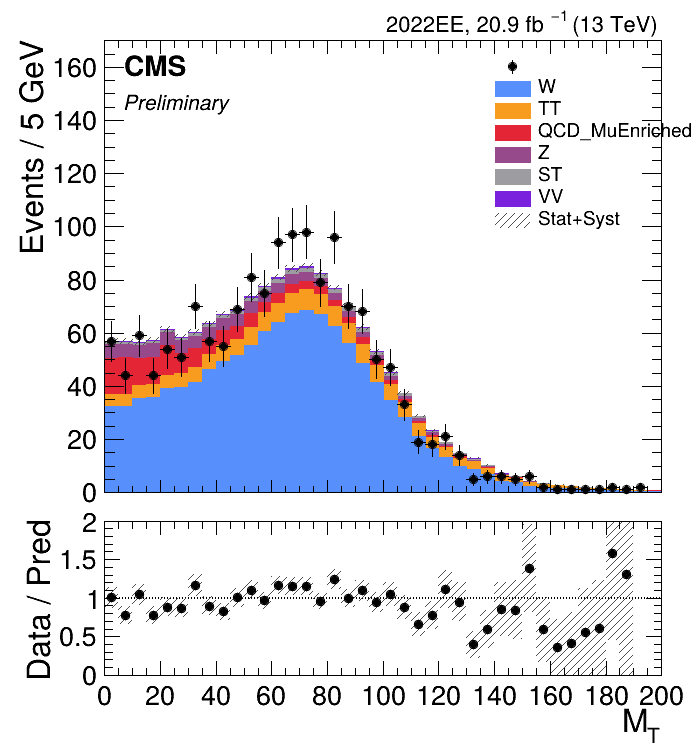 2022EE, 20.9 fb⁻¹ (13 TeV)
CMS
Preliminary
W
TT
QCD_MuEnriched
Z
ST
VV
Stat+Syst
Events / 5 GeV
160
140
120
100
80
60
40
20
0
Data / Pred
2
1.5
1
0.5
0
0 20 40 60 80 100 120 140 160 180 200
M_T